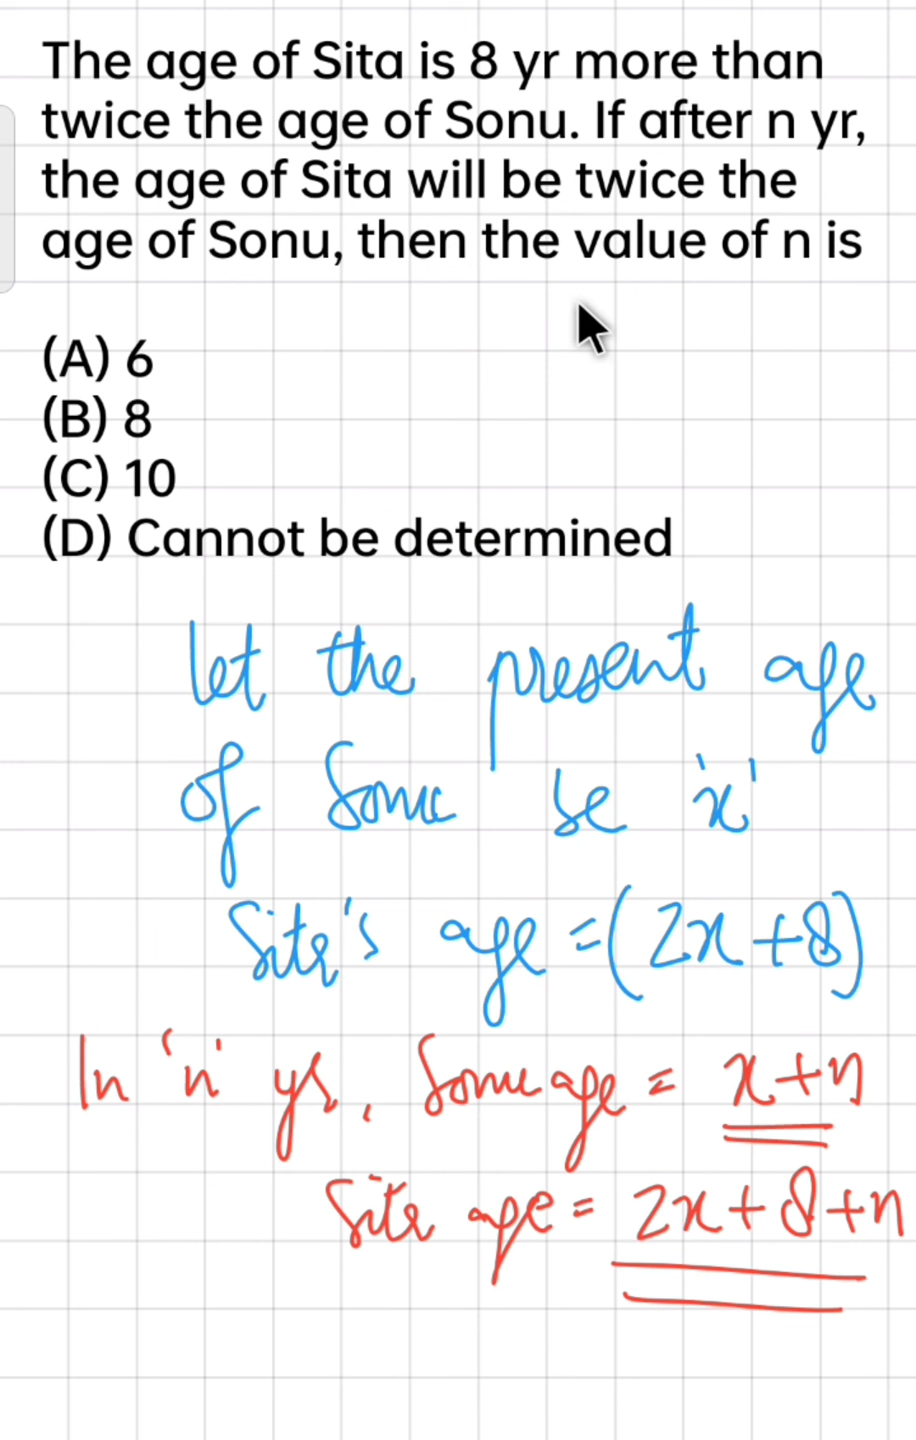 The age of Sita is 8 yr more than
twice the age of Sonu. If after n yr,
the age of Sita will be twice the
age of Sonu, then the value of n is
(A) 6
(B) 8
(C) 10
(D) Cannot be determined
let the present age
of Sonu be 'x'
Sita's age = (2x+8)
In 'n' yrs, Sonu age = x+n
Sita age = 2x+8+n